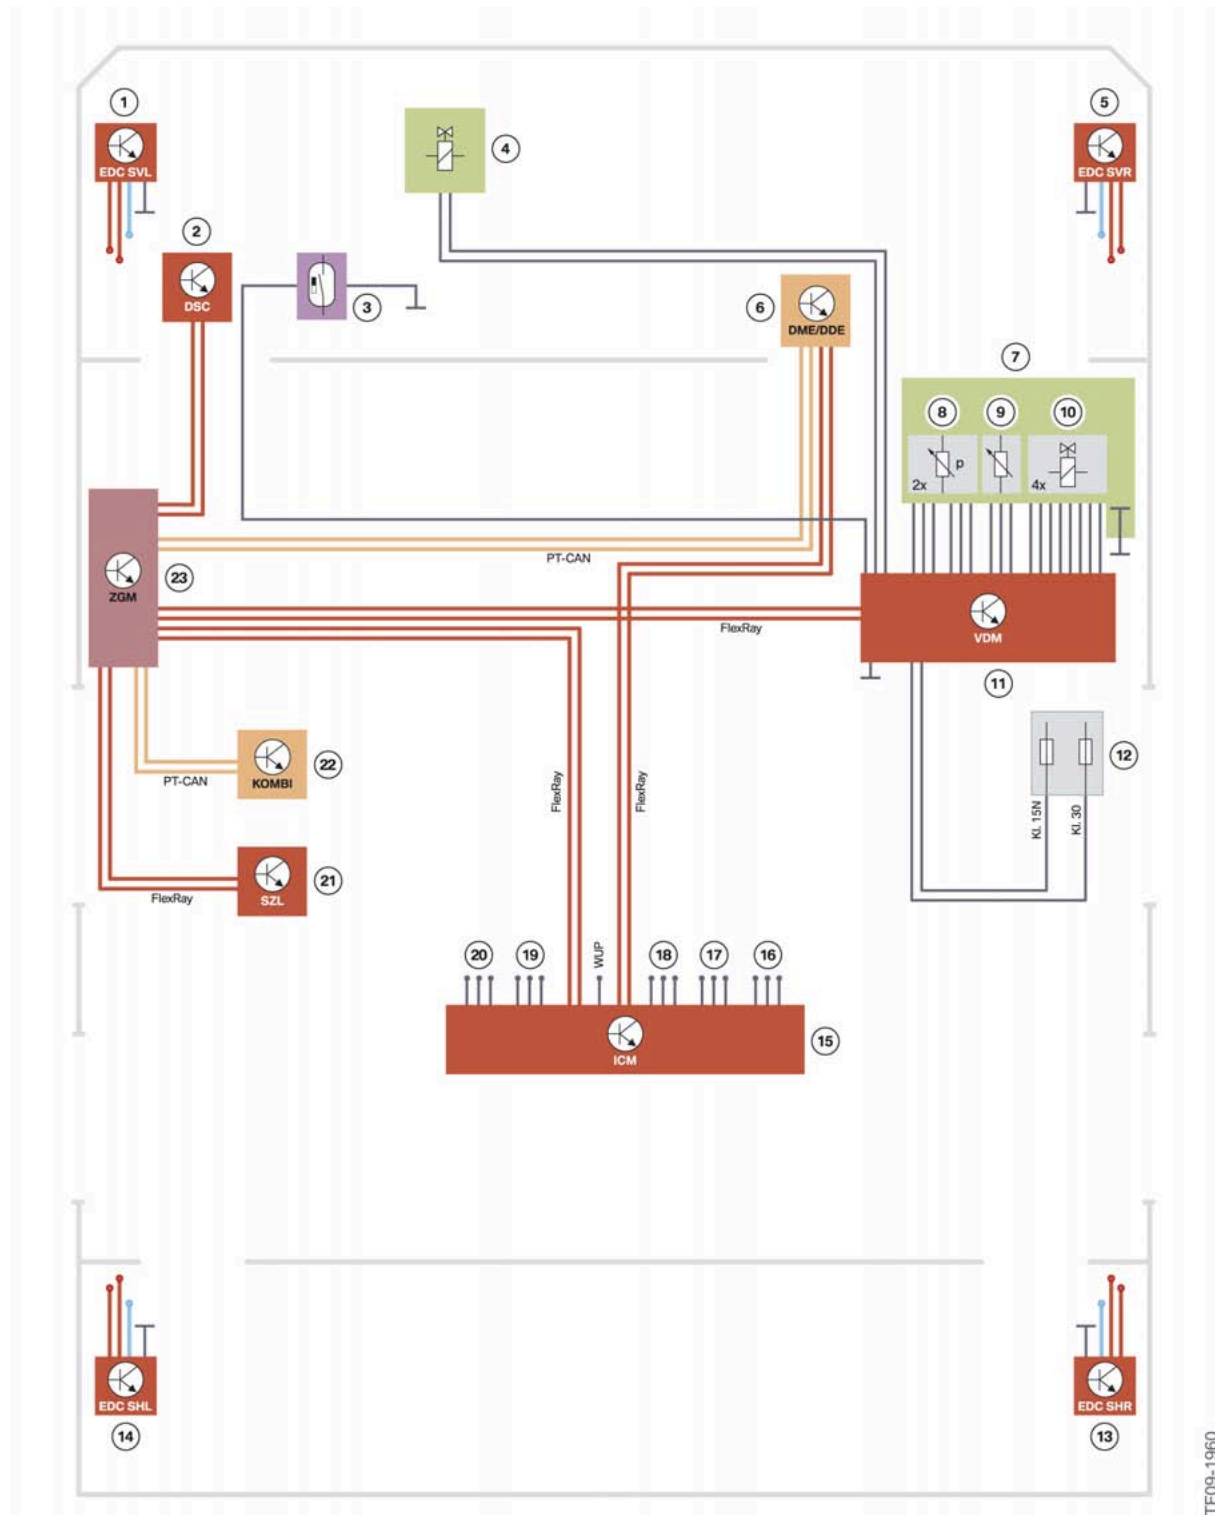 1
5
EDC SVL
4
EDC SVR
2
DSC
3
6
DME/DDE
7
8
9
10
p
2x
4x
PT-CAN
23
ZGM
FlexRay
VDM
11
12
22
KOMBI
PT-CAN
FlexRay
FlexRay
Kl. 15N
Kl. 30
21
SZL
FlexRay
20
19
WUP
18
17
16
15
ICM
EDC SHL
EDC SHR
14
13
TE09-1960